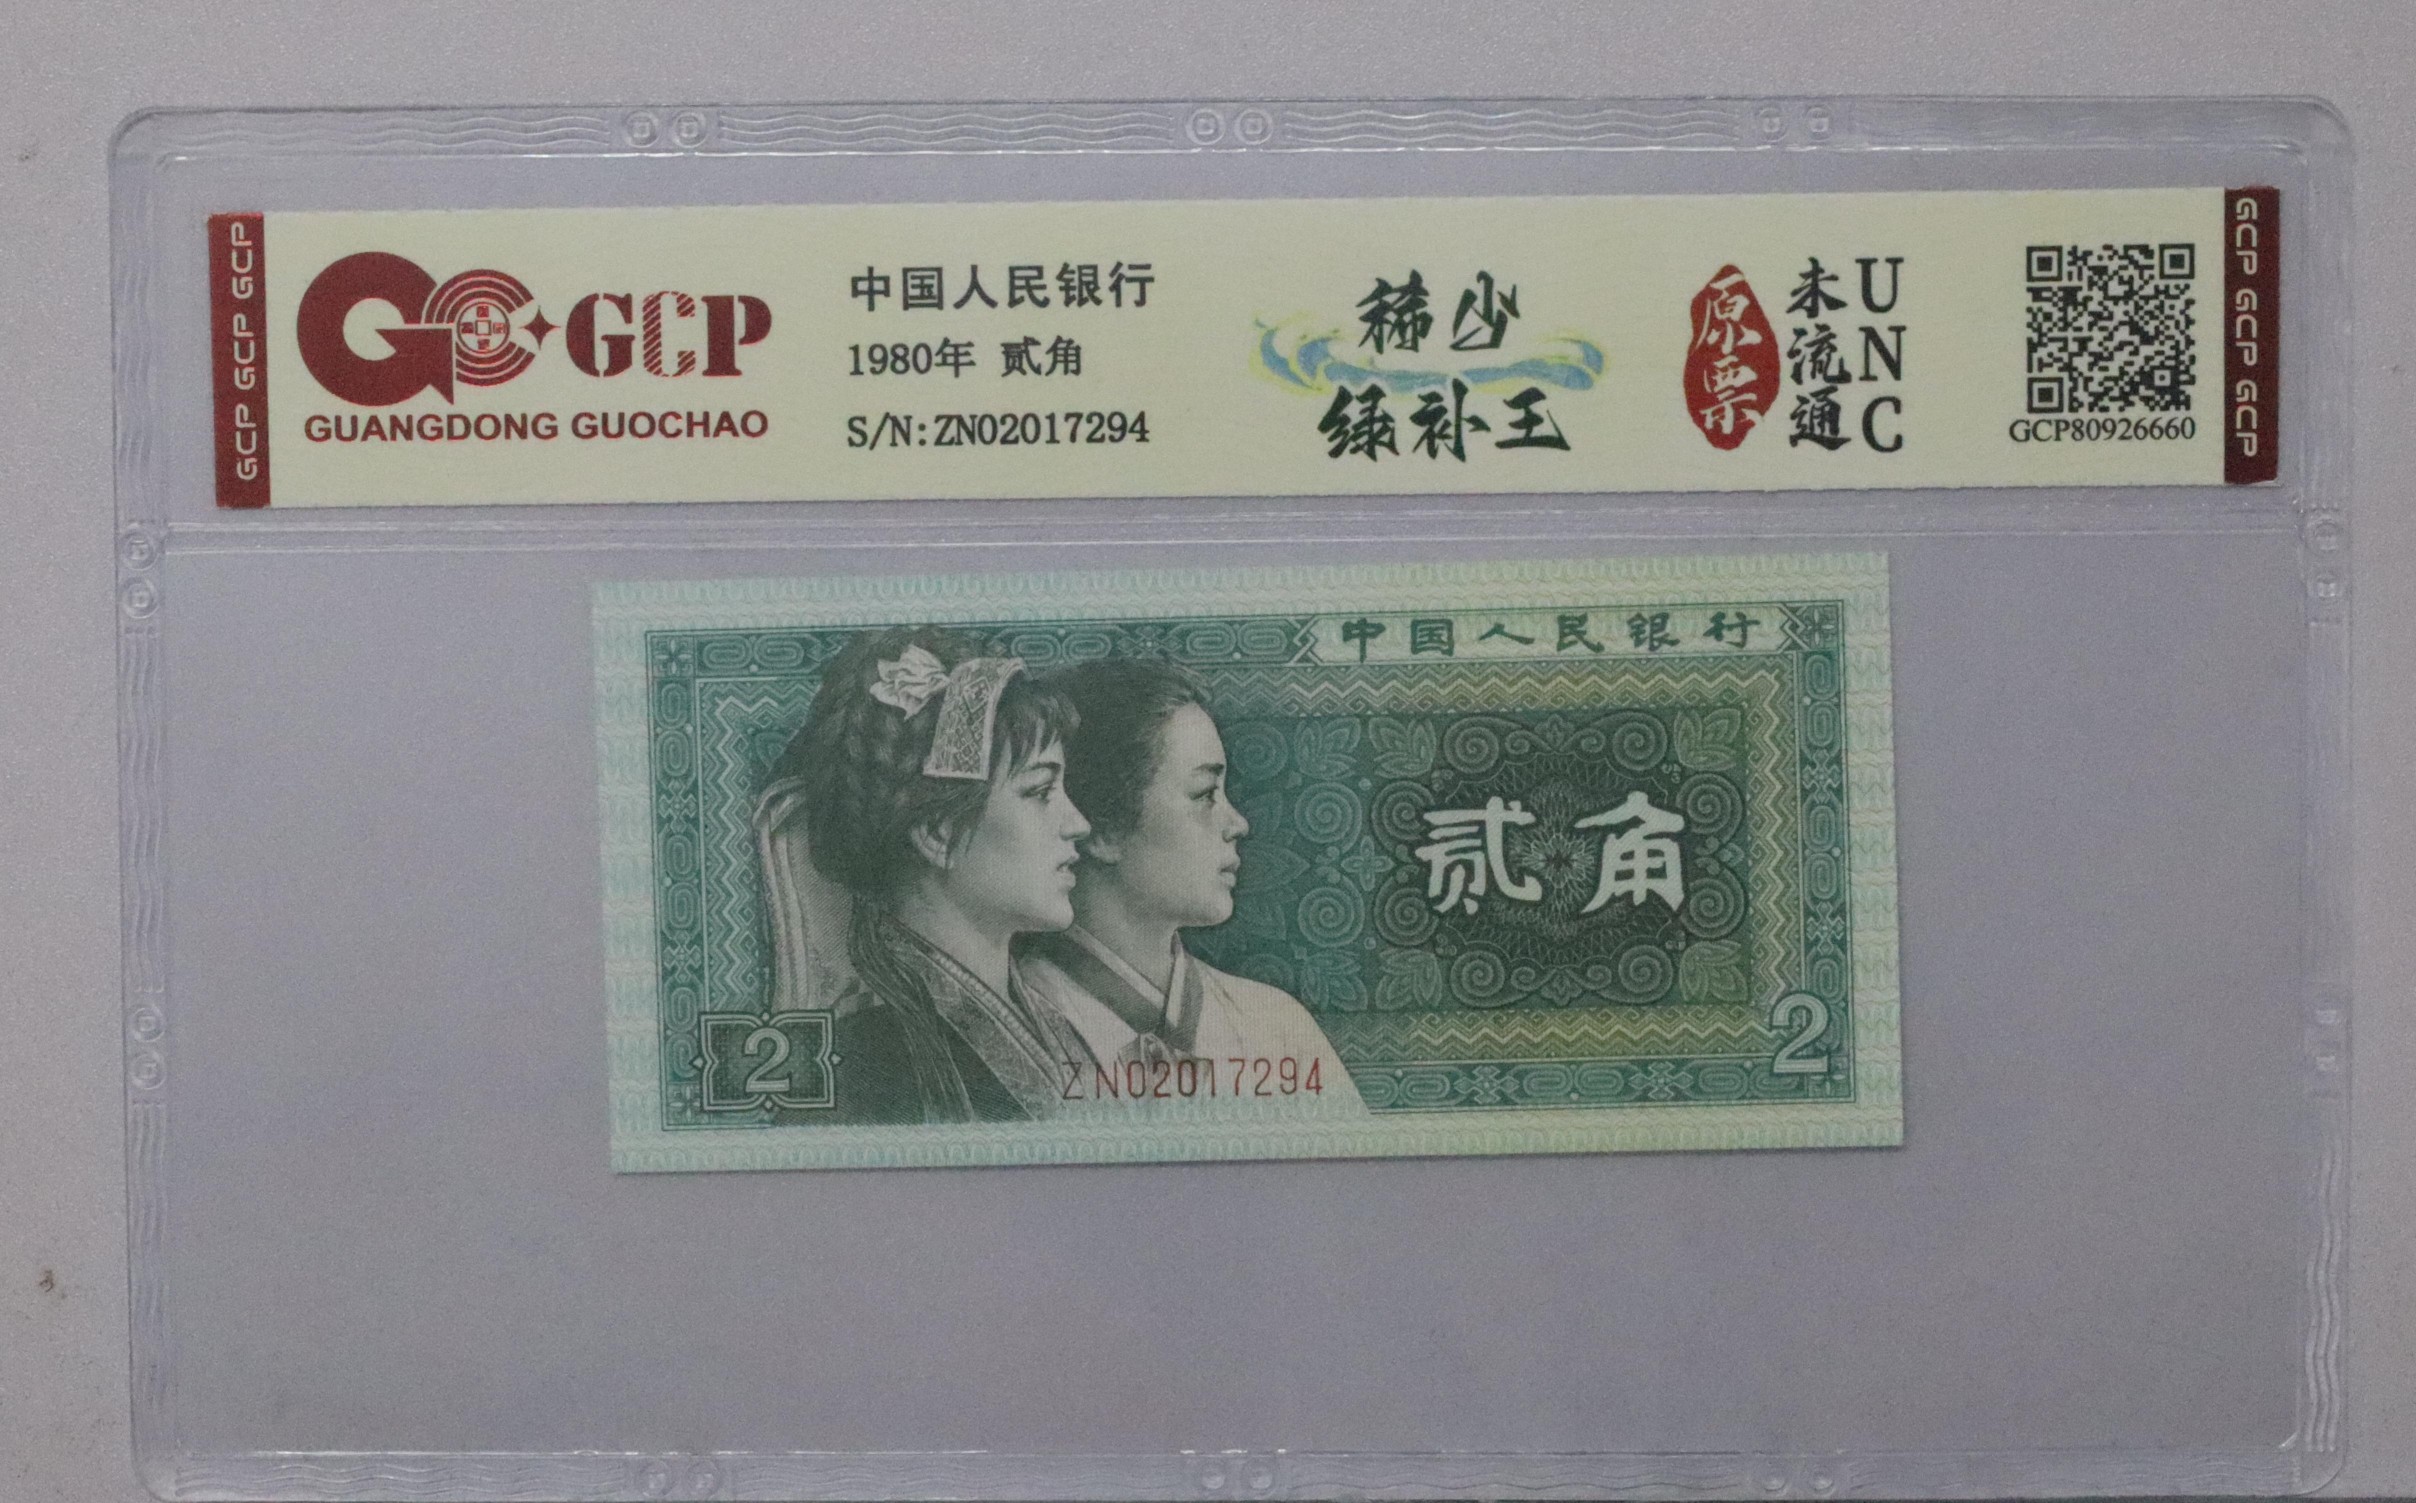 GCP GCP GCP
GCP
GUANGDONG GUOCHAO
中国人民银行
1980年 贰角
S/N:ZN02017294
稀少
绿补王
原票
未流通
UNC
GCP80926660
GCP GCP GCP
中国人民银行
贰角
2
2
ZN02017294